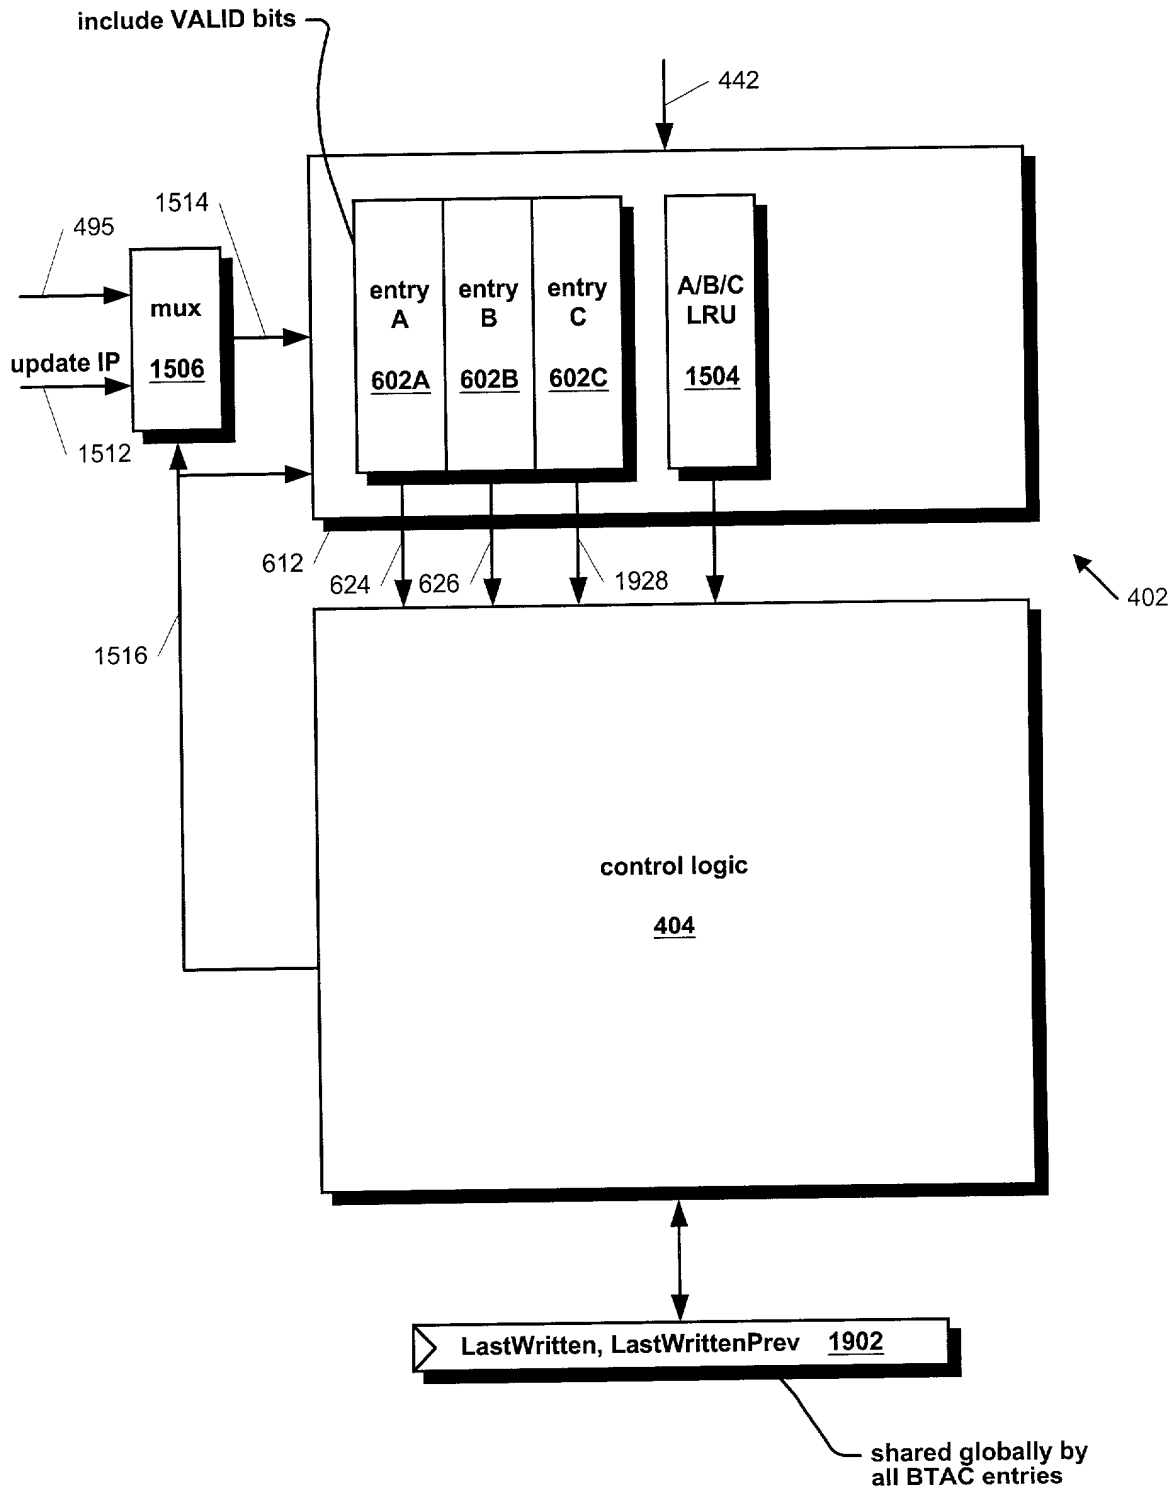 include VALID bits
442
1514
495
mux
1506
update IP
1512
entry
A
602A
entry
B
602B
entry
C
602C
A/B/C
LRU
1504
612
624
626
1928
402
1516
control logic
404
LastWritten, LastWrittenPrev 1902
shared globally by
all BTAC entries